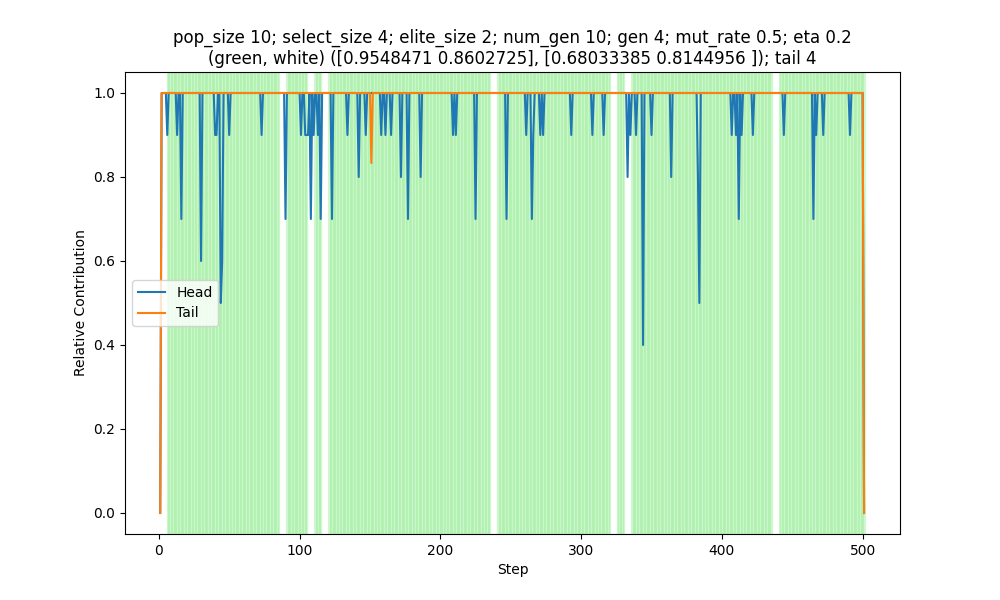 pop_size 10; select_size 4; elite_size 2; num_gen 10; gen 4; mut_rate 0.5; eta 0.2
(green, white) ([0.9548471 0.8602725], [0.68033385 0.8144956 ]); tail 4
1.0
0.8
0.6
0.4
0.2
0.0
Relative Contribution
Head
Tail
0
100
200
300
400
500
Step